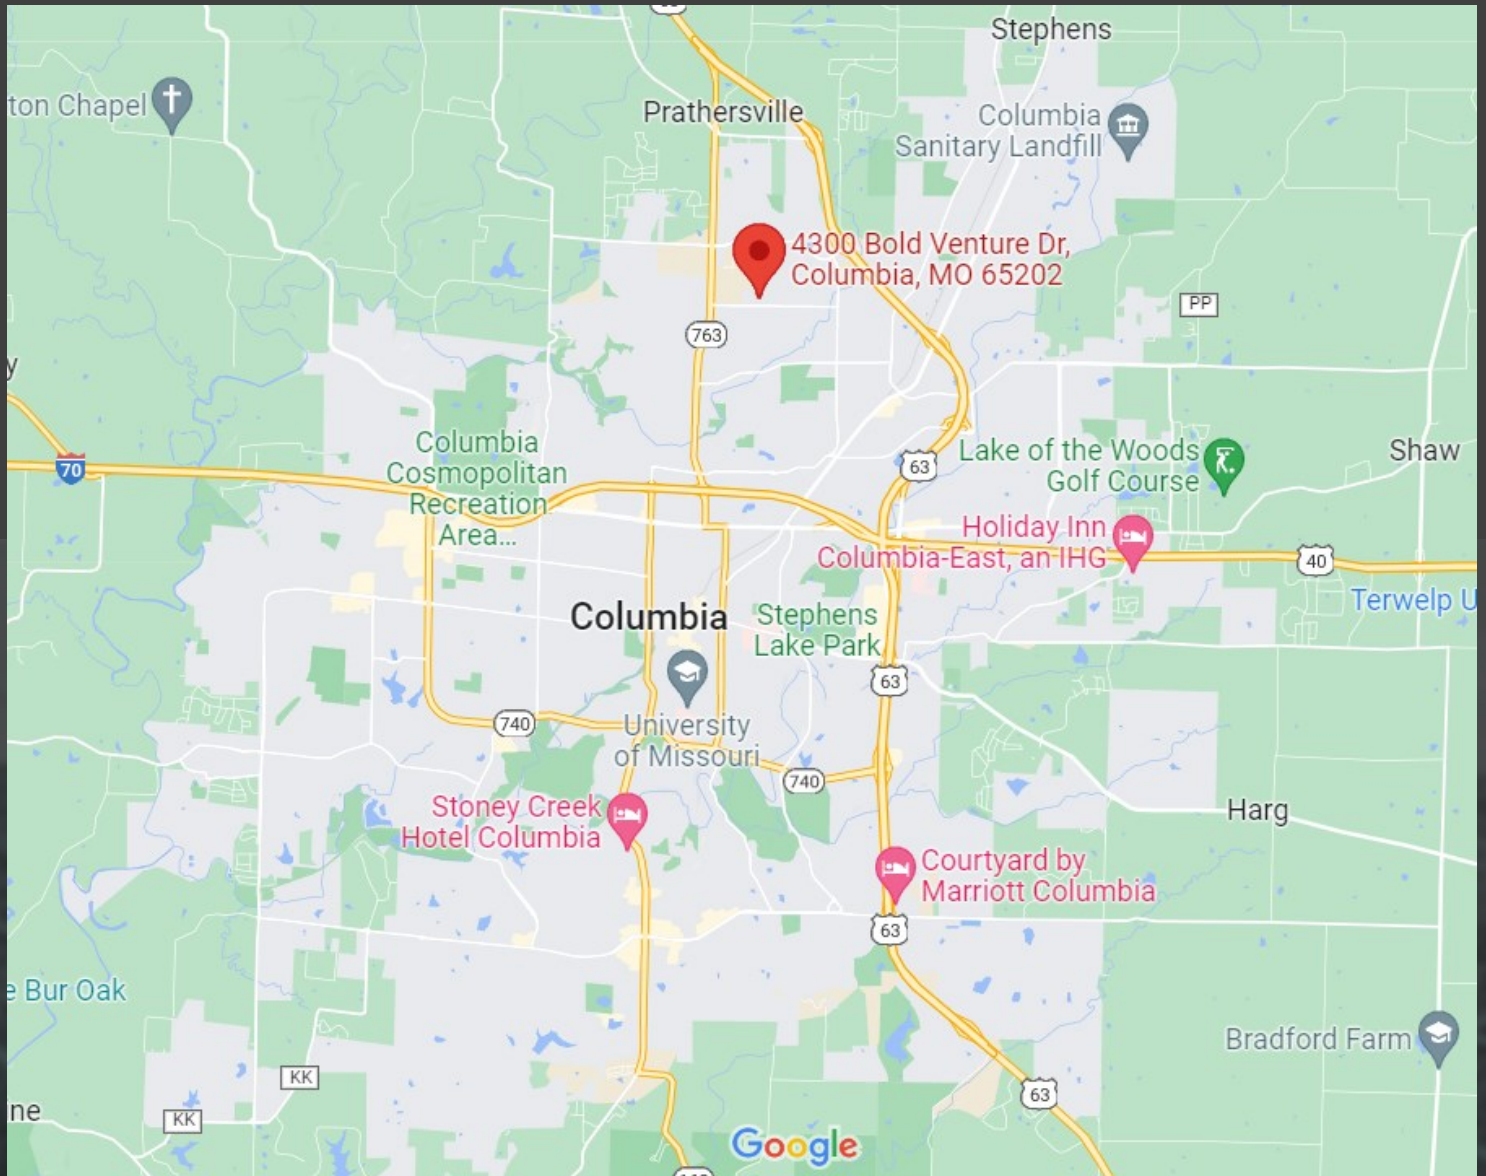 Stephens
ton Chapel
Prathersville
Columbia
Sanitary Landfill
4300 Bold Venture Dr,
Columbia, MO 65202
PP
763
y
Columbia
Cosmopolitan
Recreation
Area...
70
63
Lake of the Woods
Golf Course
Shaw
Holiday Inn
Columbia-East, an IHG
40
Terwelp U
Columbia
Stephens
Lake Park
63
740
University
of Missouri
740
Stoney Creek
Hotel Columbia
Harg
Courtyard by
Marriott Columbia
63
e Bur Oak
Bradford Farm
KK
63
ine
KK
Google